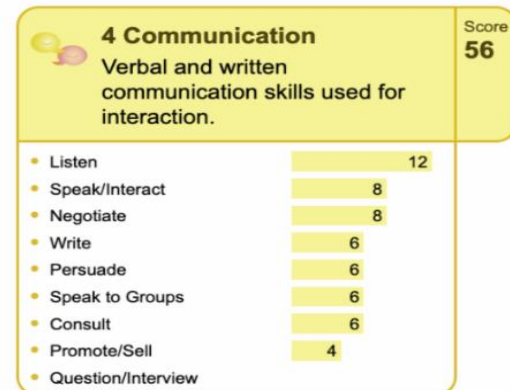 4 Communication
Score
56
Verbal and written
communication skills used for
interaction.
• Listen 12
• Speak/Interact 8
• Negotiate 8
• Write 6
• Persuade 6
• Speak to Groups 6
• Consult 6
• Promote/Sell 4
• Question/Interview